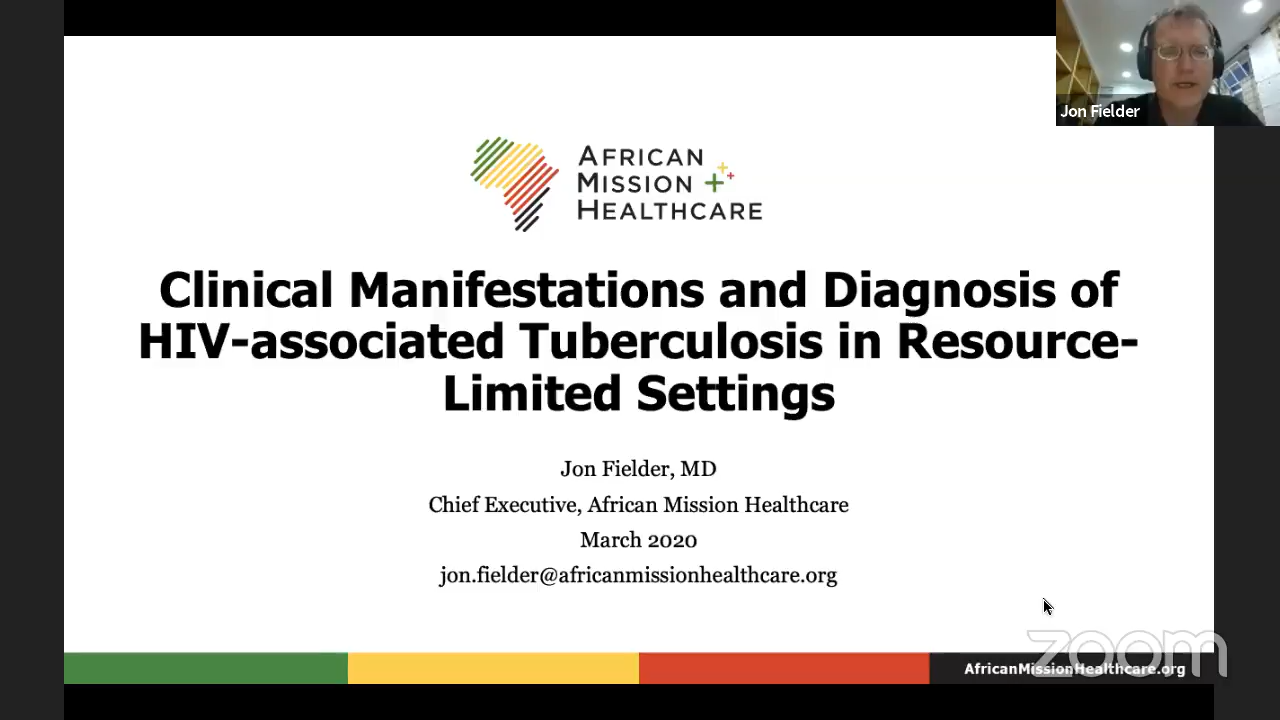 Jon Fielder
AFRICAN
MISSION
HEALTHCARE
Clinical Manifestations and Diagnosis of
HIV-associated Tuberculosis in Resource-
Limited Settings
Jon Fielder, MD
Chief Executive, African Mission Healthcare
March 2020
jon.fielder@africanmissionhealthcare.org
zoom
AfricanMissionHealthcare.org